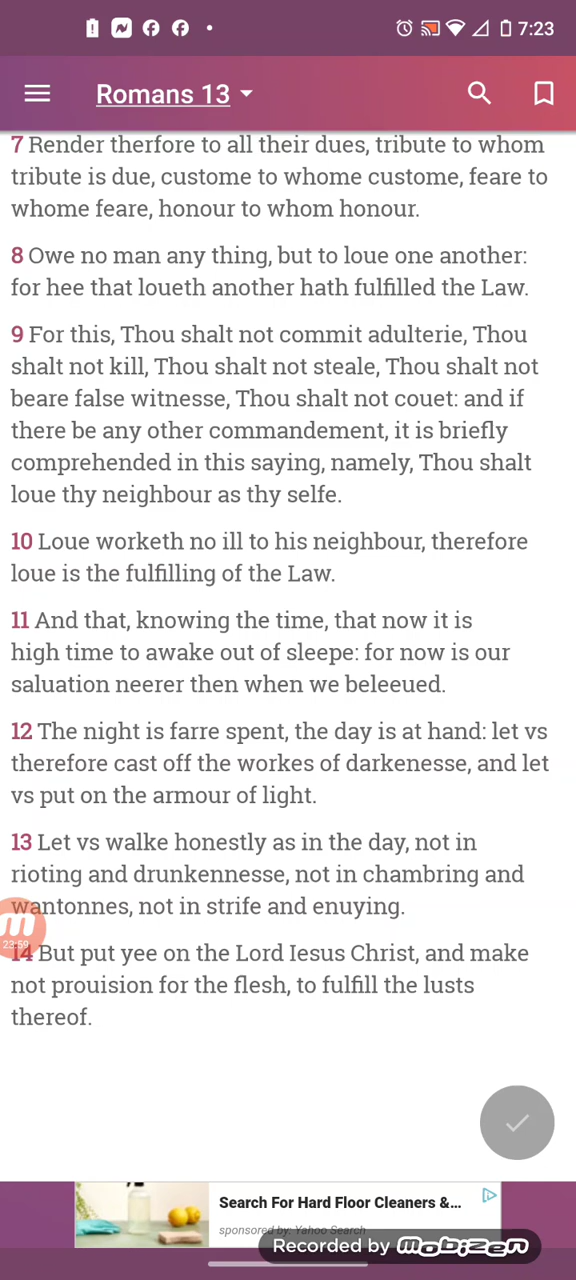 7:23
Romans 13
7 Render therfore to all their dues, tribute to whom
tribute is due, custome to whome custome, feare to
whome feare, honour to whom honour.
8 Owe no man any thing, but to loue one another:
for hee that loueth another hath fulfilled the Law.
9 For this, Thou shalt not commit adulterie, Thou
shalt not kill, Thou shalt not steale, Thou shalt not
beare false witnesse, Thou shalt not couet: and if
there be any other commandement, it is briefly
comprehended in this saying, namely, Thou shalt
loue thy neighbour as thy selfe.
10 Loue worketh no ill to his neighbour, therefore
loue is the fulfilling of the Law.
11 And that, knowing the time, that now it is
high time to awake out of sleepe: for now is our
saluation neerer then when we beleeued.
12 The night is farre spent, the day is at hand: let vs
therefore cast off the workes of darkenesse, and let
vs put on the armour of light.
13 Let vs walke honestly as in the day, not in
rioting and drunkennesse, not in chambring and
wantonnes, not in strife and enuying.
23:59
14 But put yee on the Lord Iesus Christ, and make
not prouision for the flesh, to fulfill the lusts
thereof.
Search For Hard Floor Cleaners &...
sponsored by: Yahoo Search
Recorded by mobizen